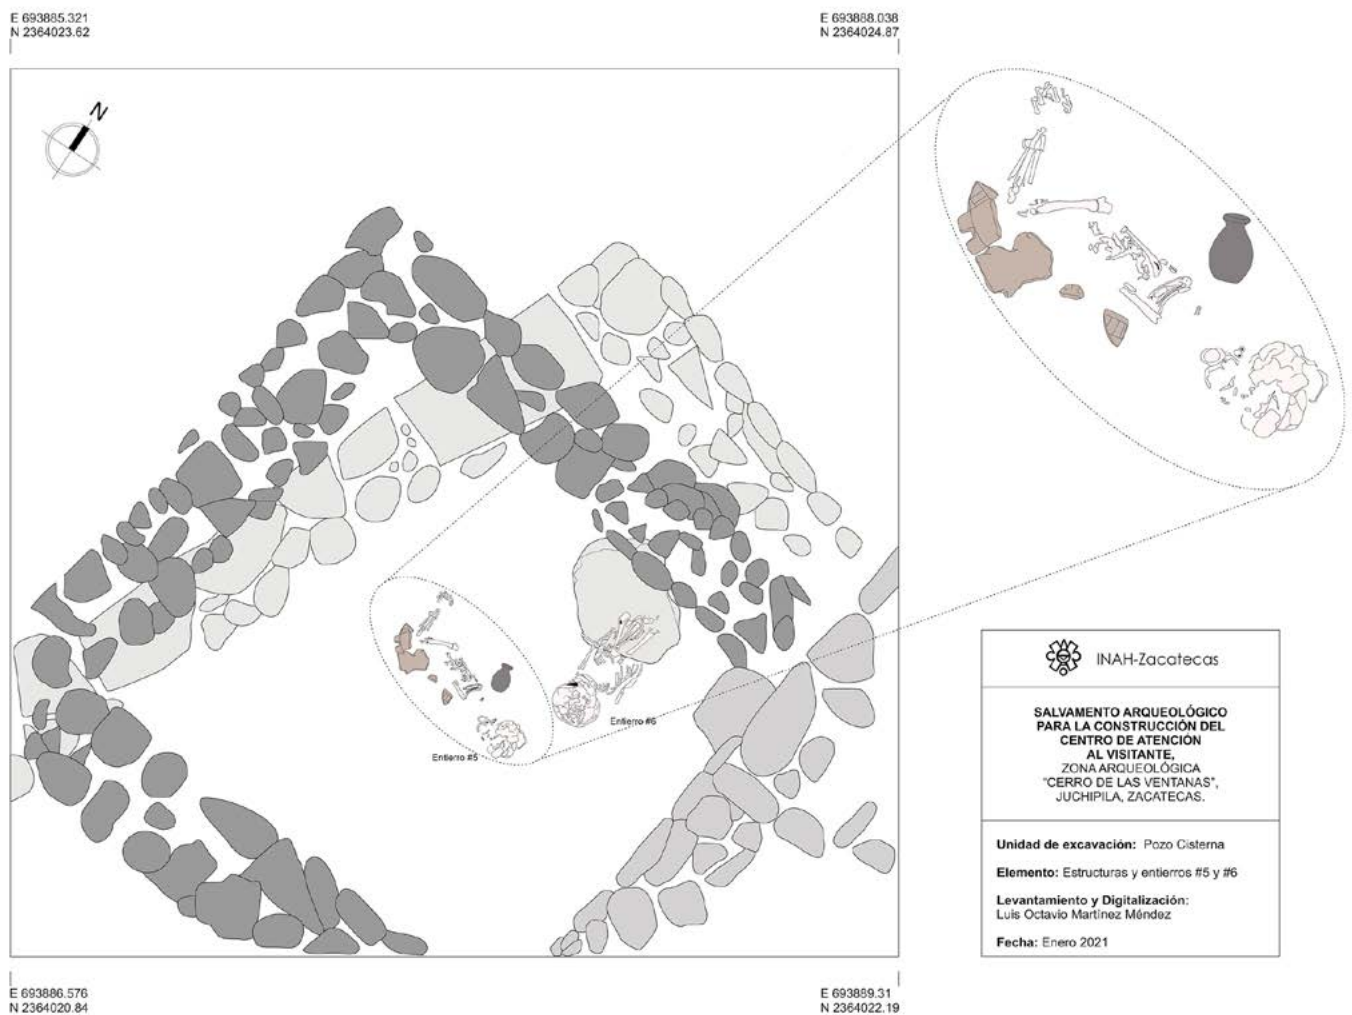 E 693885.321
N 2364023.62
E 693888.038
N 2364024.87
N
Entierro #6
Entierro #5
INAH-Zacatecas
SALVAMENTO ARQUEOLÓGICO
PARA LA CONSTRUCCIÓN DEL
CENTRO DE ATENCIÓN
AL VISITANTE,
ZONA ARQUEOLÓGICA
"CERRO DE LAS VENTANAS",
JUCHIPILA, ZACATECAS.
Unidad de excavación: Pozo Cisterna
Elemento: Estructuras y entierros #5 y #6
Levantamiento y Digitalización:
Luis Octavio Martínez Méndez
Fecha: Enero 2021
E 693886.576
N 2364020.84
E 693889.31
N 2364022.19